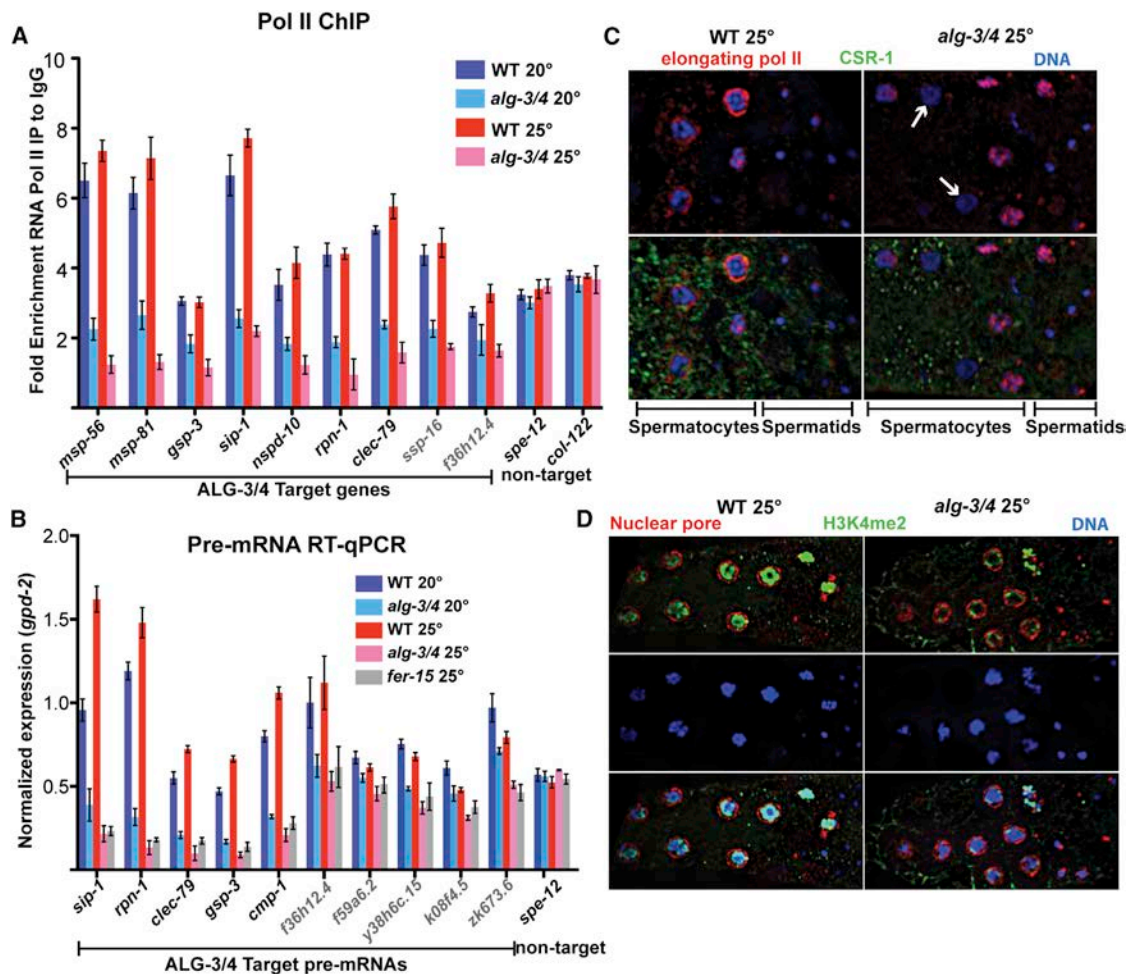 A
Pol II ChIP
Fold Enrichment RNA Pol II IP to IgG
10
8
6
4
2
WT 20°
alg-3/4 20°
WT 25°
alg-3/4 25°
msp-56
msp-81
gsp-3
sip-1
nspd-10
rpn-1
clec-79
ssp-16
f36h12.4
spe-12
col-122
ALG-3/4 Target genes
non-target
B
Pre-mRNA RT-qPCR
Normalized expression (gpd-2)
2.0
1.5
1.0
0.5
0
WT 20°
alg-3/4 20°
WT 25°
alg-3/4 25°
fer-15 25°
sip-1
rpn-1
clec-79
gsp-3
cmp-1
f36h12.4
f59a6.2
y38h6c.15
k08f4.5
zk673.6
spe-12
ALG-3/4 Target pre-mRNAs
non-target
C
WT 25°
alg-3/4 25°
elongating pol II
CSR-1
DNA
Spermatocytes
Spermatids
Spermatocytes
Spermatids
D
WT 25°
alg-3/4 25°
Nuclear pore
H3K4me2
DNA